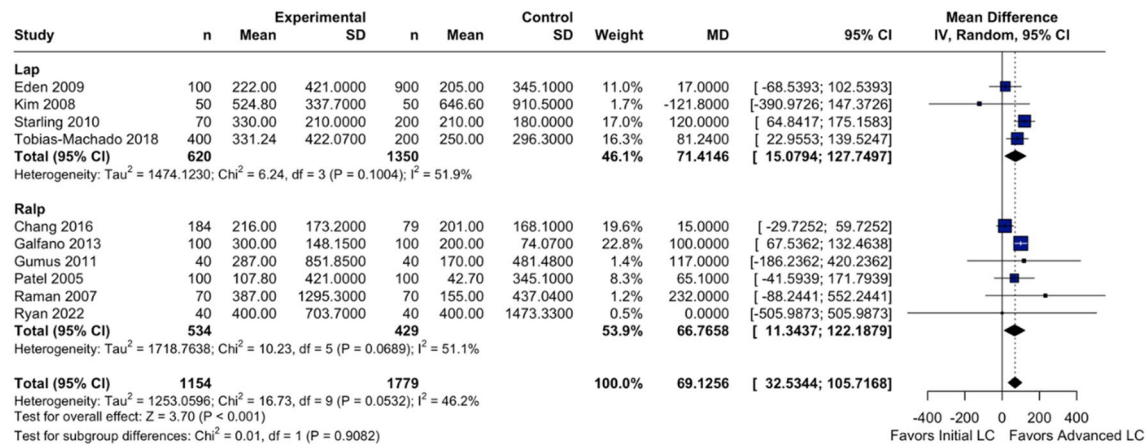 Experimental Control Mean Difference
Study n Mean SD n Mean SD Weight MD 95% CI IV, Random, 95% CI
Lap
Eden 2009 100 222.00 421.0000 900 205.00 345.1000 11.0% 17.0000 [ -68.5393; 102.5393]
Kim 2008 50 524.80 337.7000 50 646.60 910.5000 1.7% -121.8000 [-390.9726; 147.3726]
Starling 2010 70 330.00 210.0000 200 210.00 180.0000 17.0% 120.0000 [ 64.8417; 175.1583]
Tobias-Machado 2018 400 331.24 422.0700 200 250.00 296.3000 16.3% 81.2400 [ 22.9553; 139.5247]
Total (95% CI) 620 1350 46.1% 71.4146 [ 15.0794; 127.7497]
Heterogeneity: Tau² = 1474.1230; Chi² = 6.24, df = 3 (P = 0.1004); I² = 51.9%
Ralp
Chang 2016 184 216.00 173.2000 79 201.00 168.1000 19.6% 15.0000 [ -29.7252; 59.7252]
Galfano 2013 100 300.00 148.1500 100 200.00 74.0700 22.8% 100.0000 [ 67.5362; 132.4638]
Gumus 2011 40 287.00 851.8500 40 170.00 481.4800 1.4% 117.0000 [-186.2362; 420.2362]
Patel 2005 100 107.80 421.0000 100 42.70 345.1000 8.3% 65.1000 [ -41.5939; 171.7939]
Raman 2007 70 387.00 1295.3000 70 155.00 437.0400 1.2% 232.0000 [ -88.2441; 552.2441]
Ryan 2022 40 400.00 703.7000 40 400.00 1473.3300 0.5% 0.0000 [-505.9873; 505.9873]
Total (95% CI) 534 429 53.9% 66.7658 [ 11.3437; 122.1879]
Heterogeneity: Tau² = 1718.7638; Chi² = 10.23, df = 5 (P = 0.0689); I² = 51.1%
Total (95% CI) 1154 1779 100.0% 69.1256 [ 32.5344; 105.7168]
Heterogeneity: Tau² = 1253.0596; Chi² = 16.73, df = 9 (P = 0.0532); I² = 46.2%
Test for overall effect: Z = 3.70 (P < 0.001)
-400 -200 0 200 400
Test for subgroup differences: Chi² = 0.01, df = 1 (P = 0.9082) Favors Initial LC Favors Advanced LC